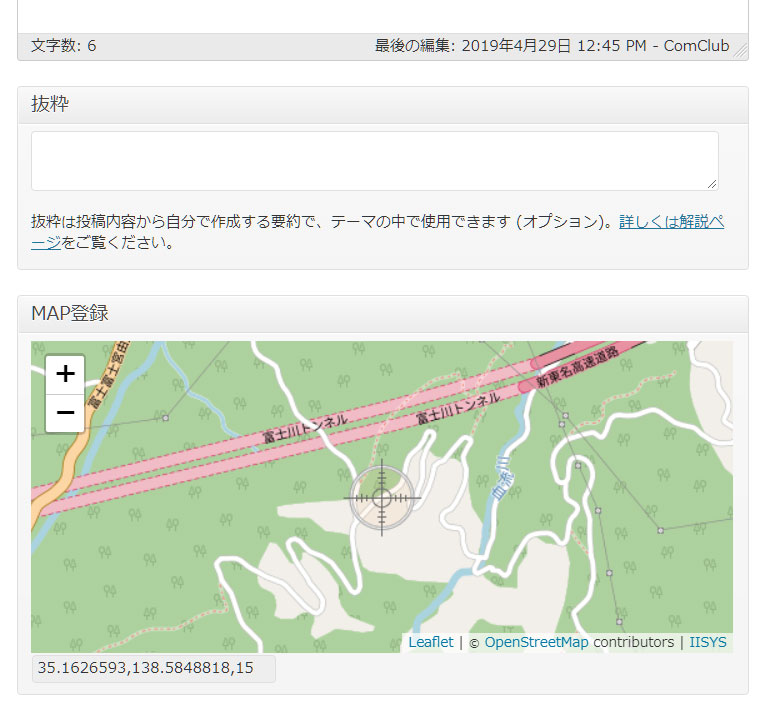 文字数: 6
最後の編集: 2019年4月29日 12:45 PM - ComClub
抜粋
抜粋は投稿内容から自分で作成する要約で、テーマの中で使用できます (オプション)。詳しくは解説ペ
ージをご覧ください。
MAP登録
+
−
富士富士宮由
新東名高速道路
富士川トンネル
富士川トンネル
血流川
Leaflet | © OpenStreetMap contributors | IISYS
35.1626593,138.5848818,15